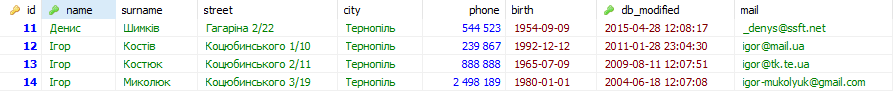 id name surname street city phone birth db_modified mail
11 Денис Шимків Гагаріна 2/22 Тернопіль 544 523 1954-09-09 2015-04-28 12:08:17 _denys@ssft.net
12 Ігор Костів Коцюбинського 1/10 Тернопіль 239 867 1992-12-12 2011-01-28 23:04:30 igor@mail.ua
13 Ігор Костюк Коцюбинського 2/11 Тернопіль 888 888 1965-07-09 2009-08-11 12:07:51 igor@tk.te.ua
14 Ігор Миколюк Коцюбинського 3/19 Тернопіль 2 498 189 1980-01-01 2004-06-28 12:07:08 igor-mukolyuk@gmail.com